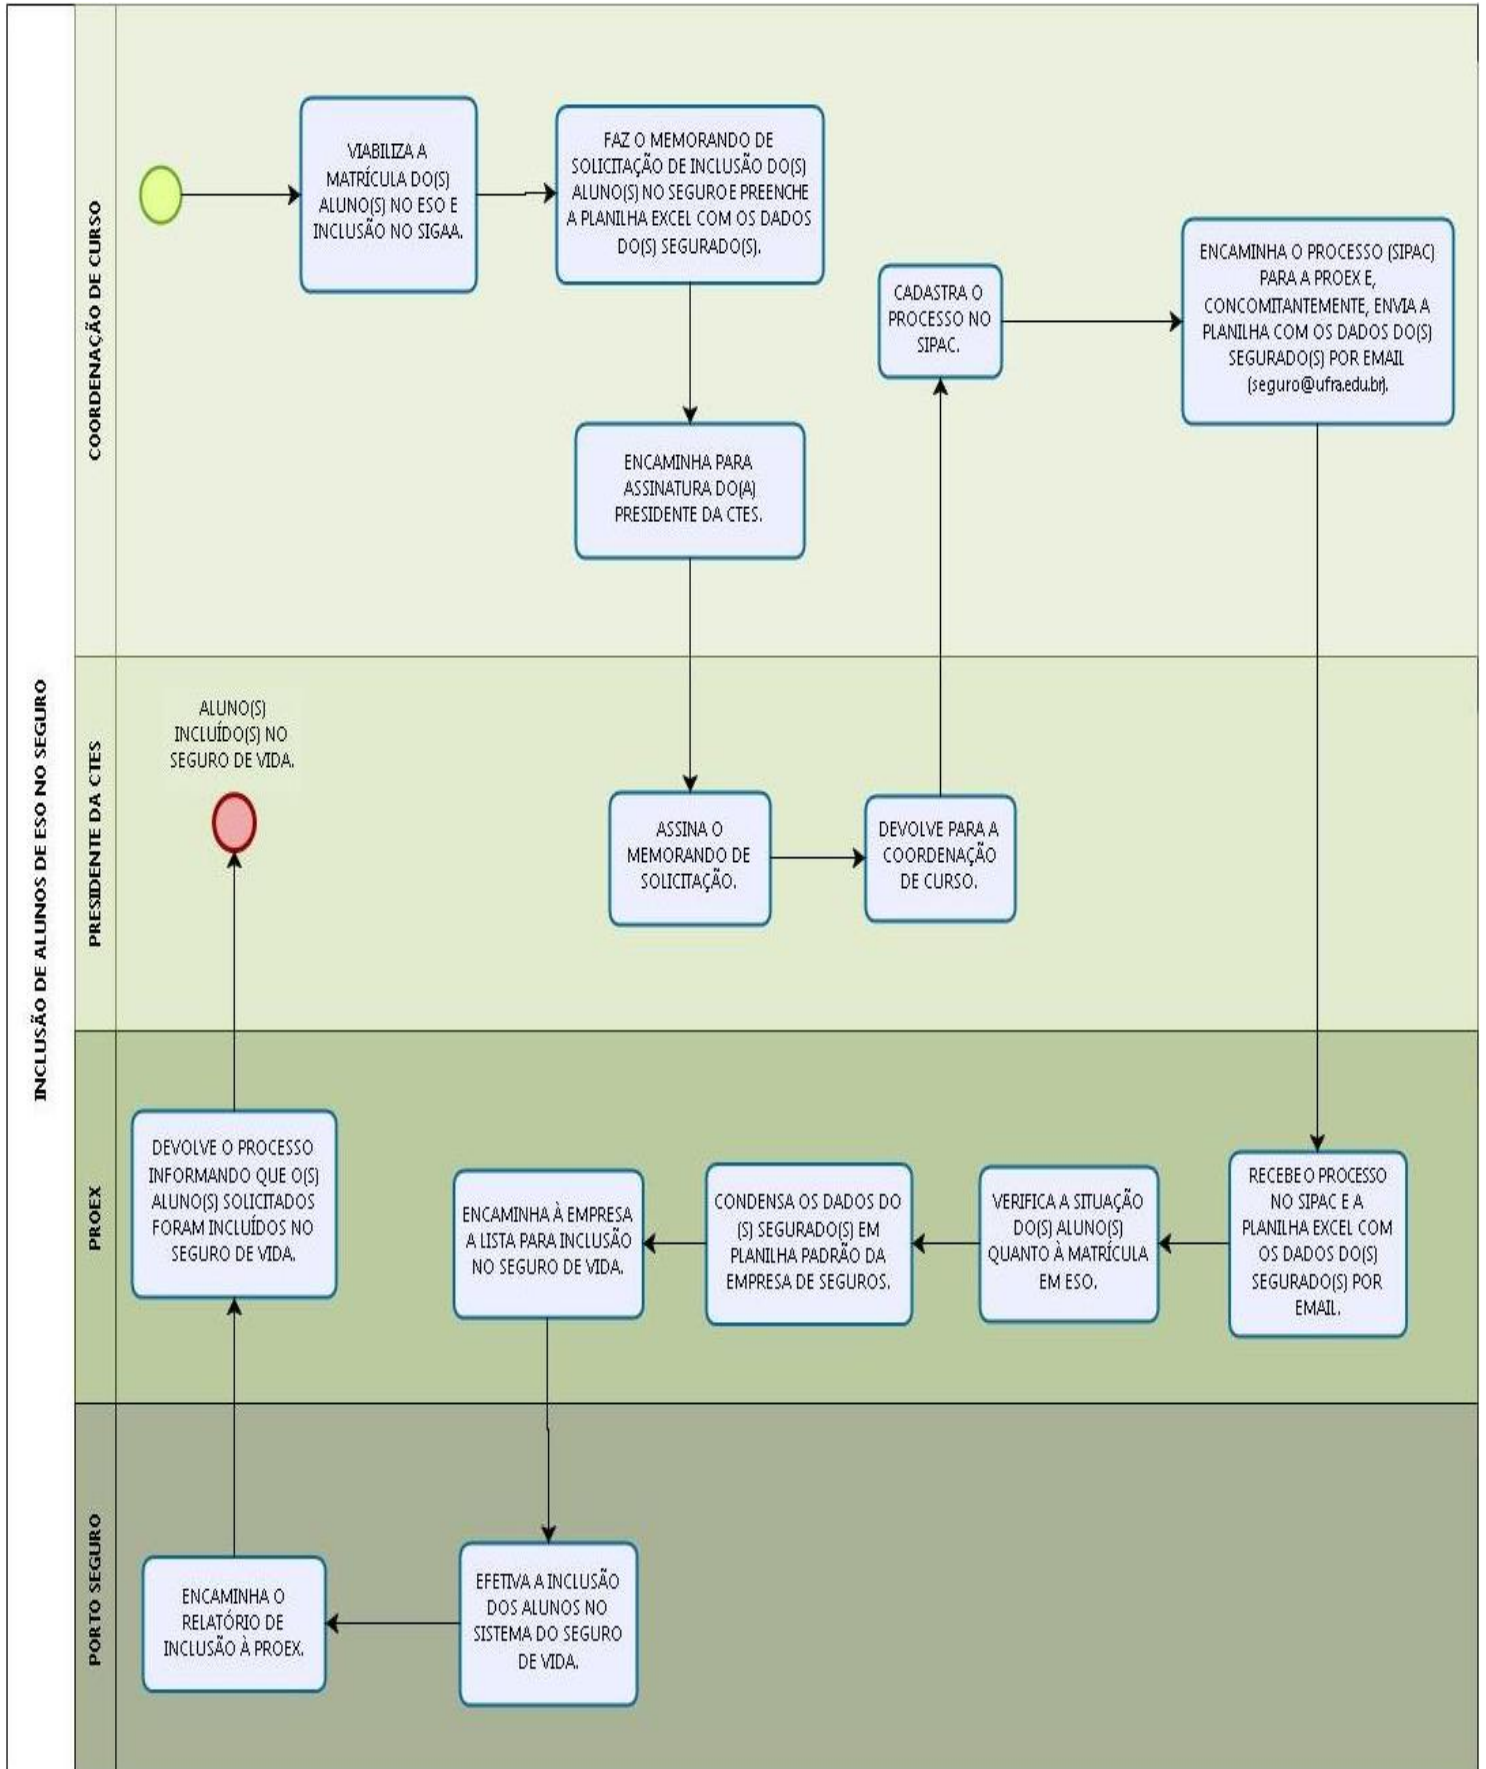 INCLUSÃO DE ALUNOS DE ESO NO SEGURO
COORDENAÇÃO DE CURSO
VIABILIZA A
MATRÍCULA DO(S)
ALUNO(S) NO ESO E
INCLUSÃO NO SIGAA.
FAZ O MEMORANDO DE
SOLICITAÇÃO DE INCLUSÃO DO(S)
ALUNO(S) NO SEGURO E PREENCHE
A PLANILHA EXCEL COM OS DADOS
DO(S) SEGURADO(S).
ENCAMINHA PARA
ASSINATURA DO(A)
PRESIDENTE DA CTES.
CADASTRA O
PROCESSO NO
SIPAC.
ENCAMINHA O PROCESSO (SIPAC)
PARA A PROEX E,
CONCOMITANTEMENTE, ENVIA A
PLANILHA COM OS DADOS DO(S)
SEGURADO(S) POR EMAIL
(seguro@ufra.edu.br).
PRESIDENTE DA CTES
ALUNO(S)
INCLUÍDO(S) NO
SEGURO DE VIDA.
ASSINA O
MEMORANDO DE
SOLICITAÇÃO.
DEVOLVE PARA A
COORDENAÇÃO
DE CURSO.
PROEX
DEVOLVE O PROCESSO
INFORMANDO QUE O(S)
ALUNO(S) SOLICITADOS
FORAM INCLUÍDOS NO
SEGURO DE VIDA.
ENCAMINHA À EMPRESA
A LISTA PARA INCLUSÃO
NO SEGURO DE VIDA.
CONDENSA OS DADOS DO
(S) SEGURADO(S) EM
PLANILHA PADRÃO DA
EMPRESA DE SEGUROS.
VERIFICA A SITUAÇÃO
DO(S) ALUNO(S)
QUANTO À MATRÍCULA
EM ESO.
RECEBE O PROCESSO
NO SIPAC E A
PLANILHA EXCEL COM
OS DADOS DO(S)
SEGURADO(S) POR
EMAIL.
PORTO SEGURO
ENCAMINHA O
RELATÓRIO DE
INCLUSÃO À PROEX.
EFETIVA A INCLUSÃO
DOS ALUNOS NO
SISTEMA DO SEGURO
DE VIDA.